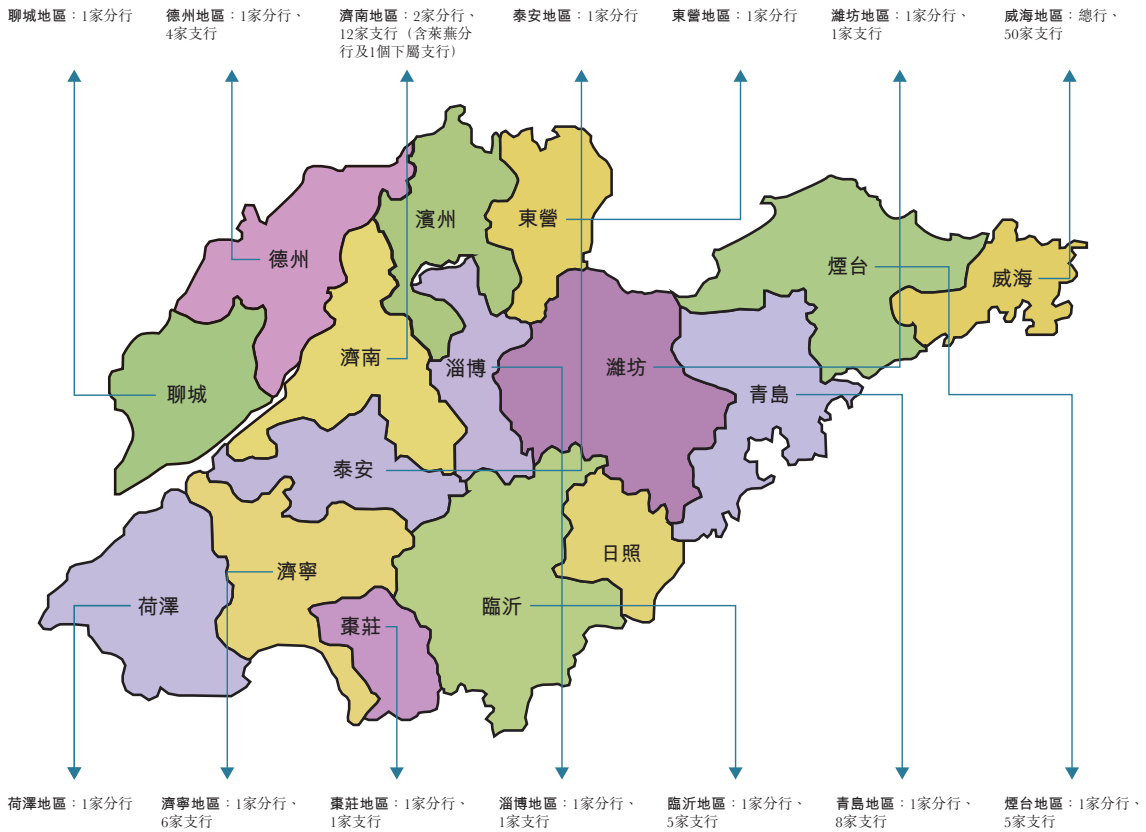 聊城地區：1家分行
德州地區：1家分行、
4家支行
濟南地區：2家分行、
12家支行（含萊蕪分
行及1個下屬支行）
泰安地區：1家分行
東營地區：1家分行
濰坊地區：1家分行、
1家支行
威海地區：總行、
50家支行
濱州
東營
德州
煙台
威海
濟南
淄博
濰坊
聊城
青島
泰安
日照
濟寧
荷澤
臨沂
棗莊
荷澤地區：1家分行
濟寧地區：1家分行、
6家支行
棗莊地區：1家分行、
1家支行
淄博地區：1家分行、
1家支行
臨沂地區：1家分行、
5家支行
青島地區：1家分行、
8家支行
煙台地區：1家分行、
5家支行